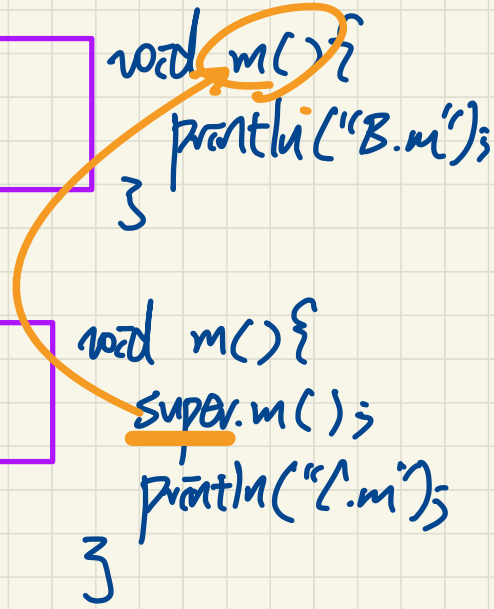 void m(){
println("B.m");
}
void m(){
super.m();
println("C.m");
}